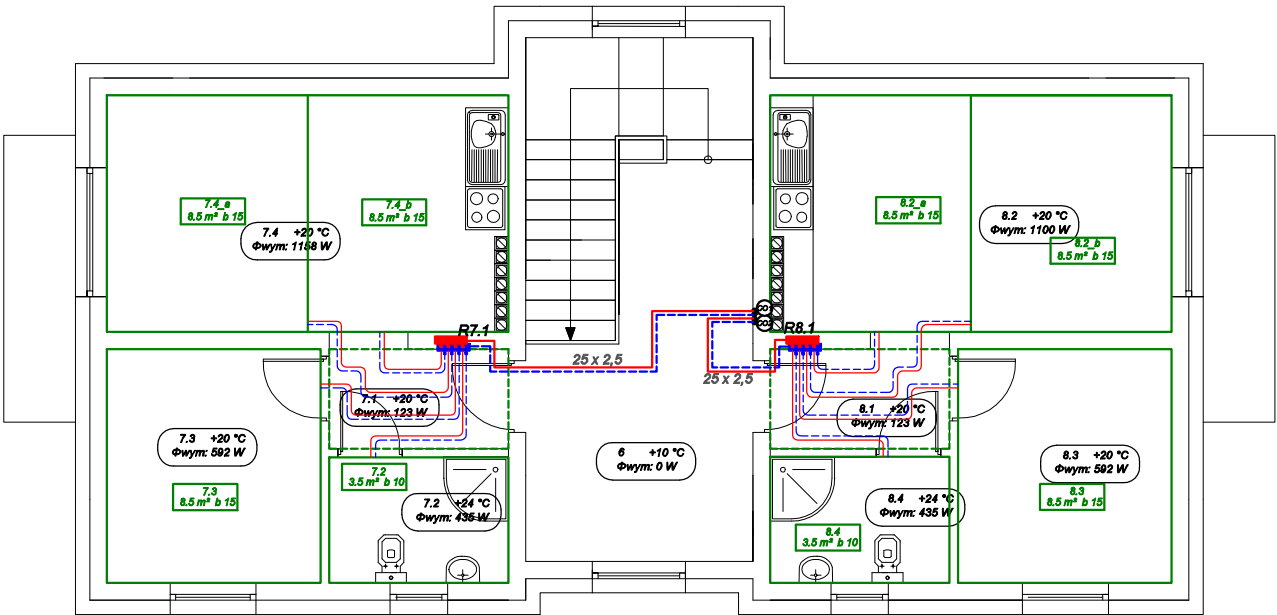 7.4_a
8.5 m² b 15
7.4 +20 °C
Φwym: 1158 W
7.4_b
8.5 m² b 15
8.2_a
8.5 m² b 15
8.2 +20 °C
Φwym: 1100 W
8.2_b
8.5 m² b 15
R7.1
25 x 2,5
R8.1
25 x 2,5
7.1 +20 °C
Φwym: 123 W
8.1 +20 °C
Φwym: 123 W
7.3 +20 °C
Φwym: 592 W
7.3
8.5 m² b 15
7.2
3.5 m² b 10
7.2 +24 °C
Φwym: 435 W
6 +10 °C
Φwym: 0 W
8.3 +20 °C
Φwym: 592 W
8.3
8.5 m² b 15
8.4 +24 °C
Φwym: 435 W
8.4
3.5 m² b 10